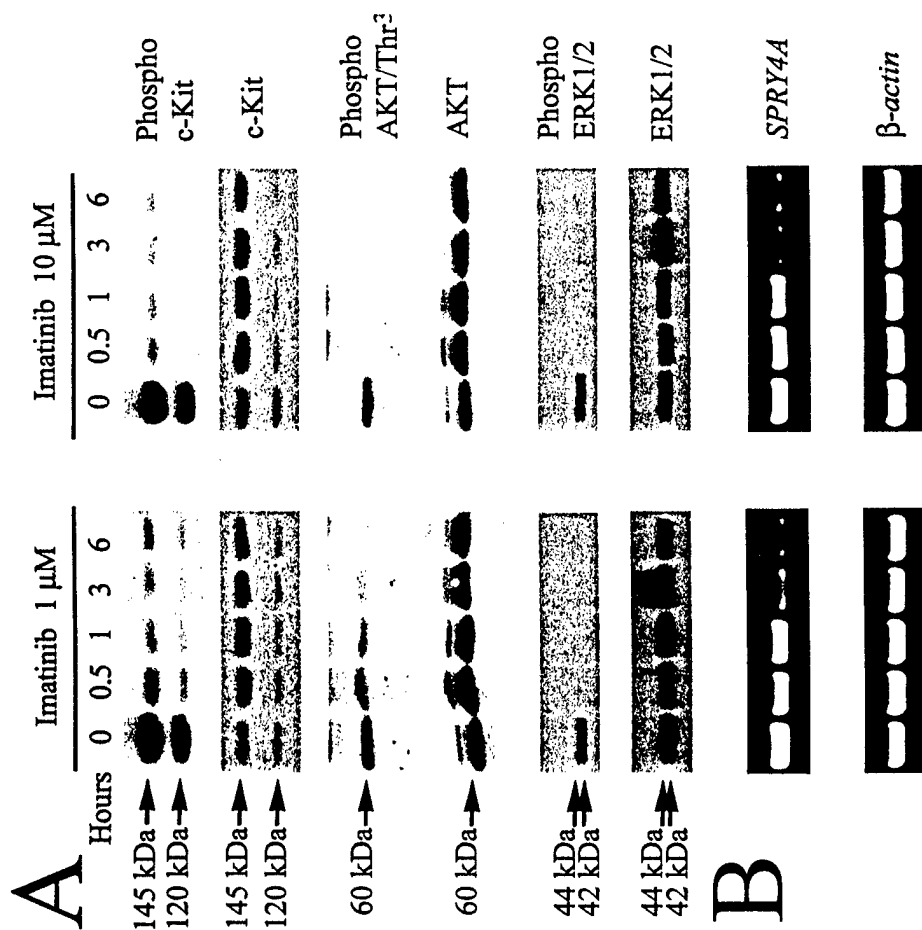 A
Imatinib 1 µM
Imatinib 10 µM
Hours
0 0.5 1 3 6
0 0.5 1 3 6
145 kDa
120 kDa
Phospho
c-Kit
145 kDa
120 kDa
c-Kit
60 kDa
Phospho
AKT/Thr³
60 kDa
AKT
44 kDa
42 kDa
Phospho
ERK1/2
44 kDa
42 kDa
ERK1/2
B
SPRY4A
β-actin